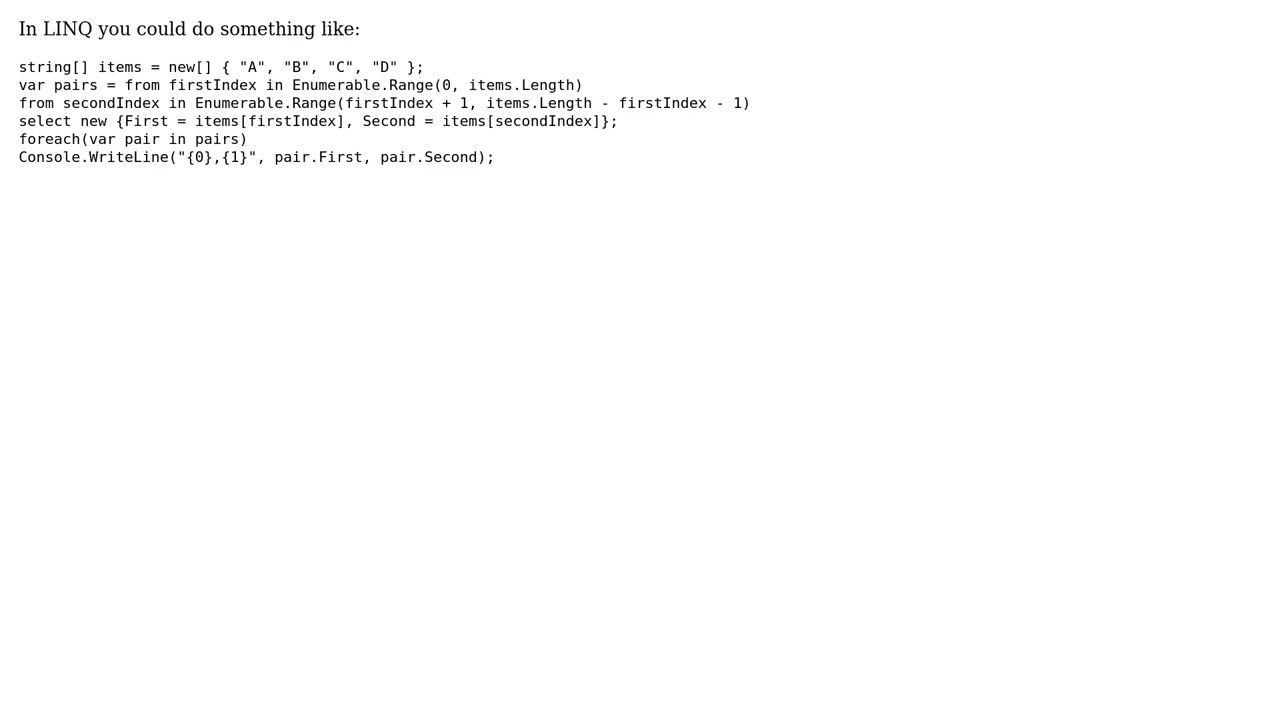 In LINQ you could do something like:
string[] items = new[] { "A", "B", "C", "D" };
var pairs = from firstIndex in Enumerable.Range(0, items.Length)
from secondIndex in Enumerable.Range(firstIndex + 1, items.Length - firstIndex - 1)
select new {First = items[firstIndex], Second = items[secondIndex]};
foreach(var pair in pairs)
Console.WriteLine("{0},{1}", pair.First, pair.Second);